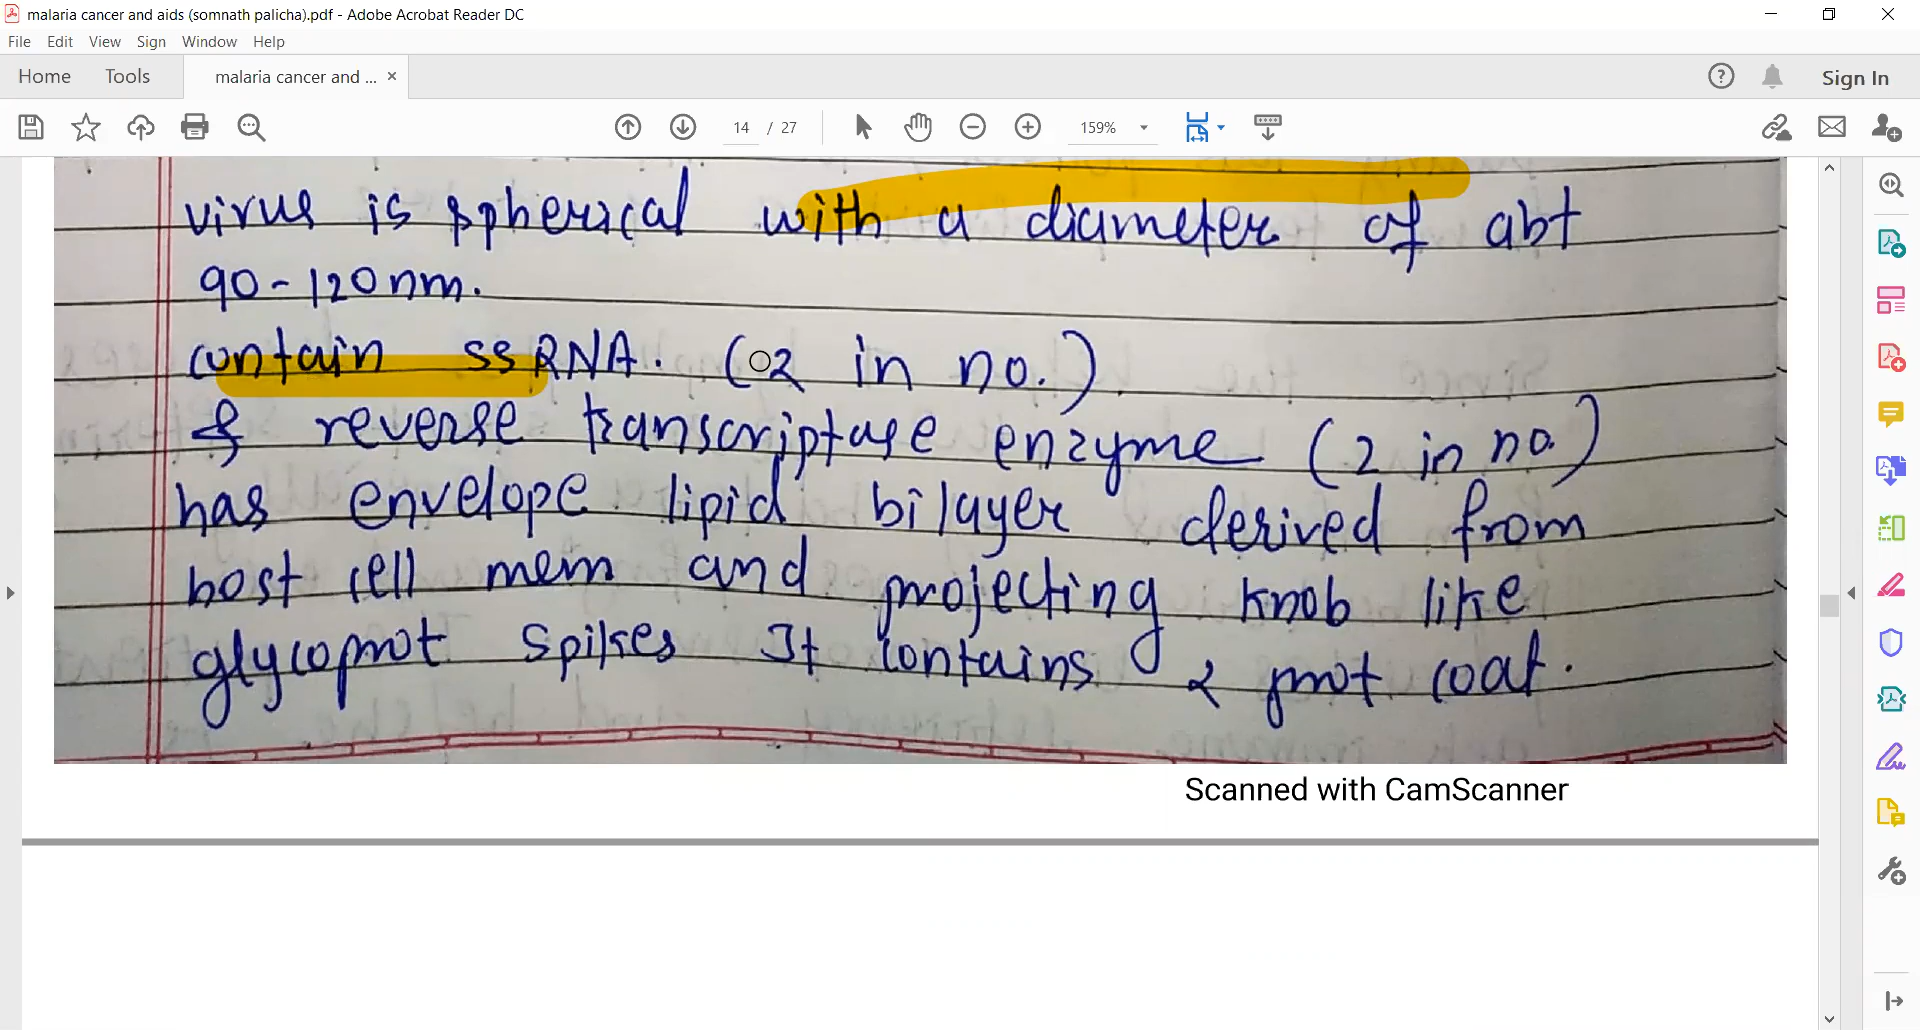 malaria cancer and aids (somnath palicha).pdf - Adobe Acrobat Reader DC
File Edit View Sign Window Help
Home Tools malaria cancer and ... × Sign In
14 / 27 159%
virus is spherical with a diameter of abt
90-120nm.
contain ssRNA. (2 in no.)
& reverse transcriptase enzyme (2 in no.)
has envelope lipid bilayer derived from
host cell mem and projecting knob like
glycoprot spikes It contains 2 prot coat.
Scanned with CamScanner